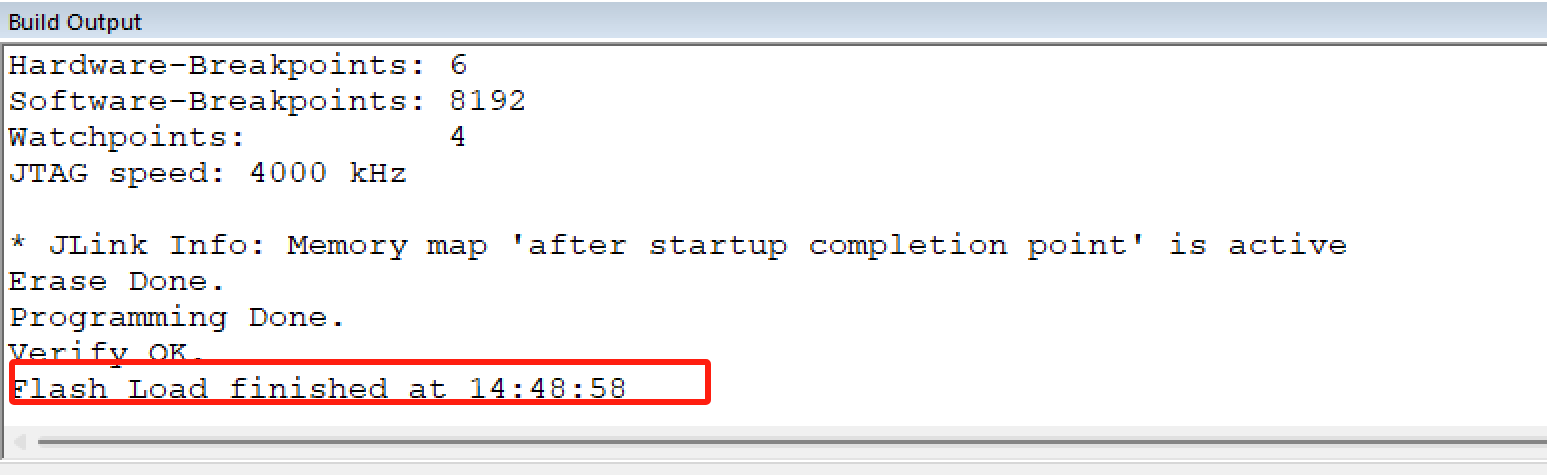 Build Output
Hardware-Breakpoints: 6
Software-Breakpoints: 8192
Watchpoints:          4
JTAG speed: 4000 kHz
* JLink Info: Memory map 'after startup completion point' is active
Erase Done.
Programming Done.
Verify OK.
Flash Load finished at 14:48:58